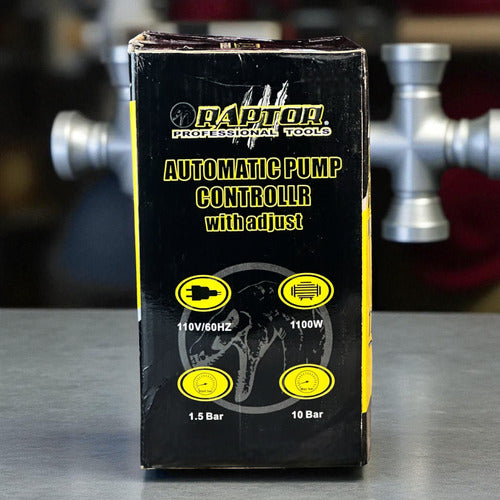 RAPTOR®
PROFESSIONAL TOOLS
AUTOMATIC PUMP
CONTROLLR
with adjust
110V/60HZ
1100W
1.5 Bar
10 Bar